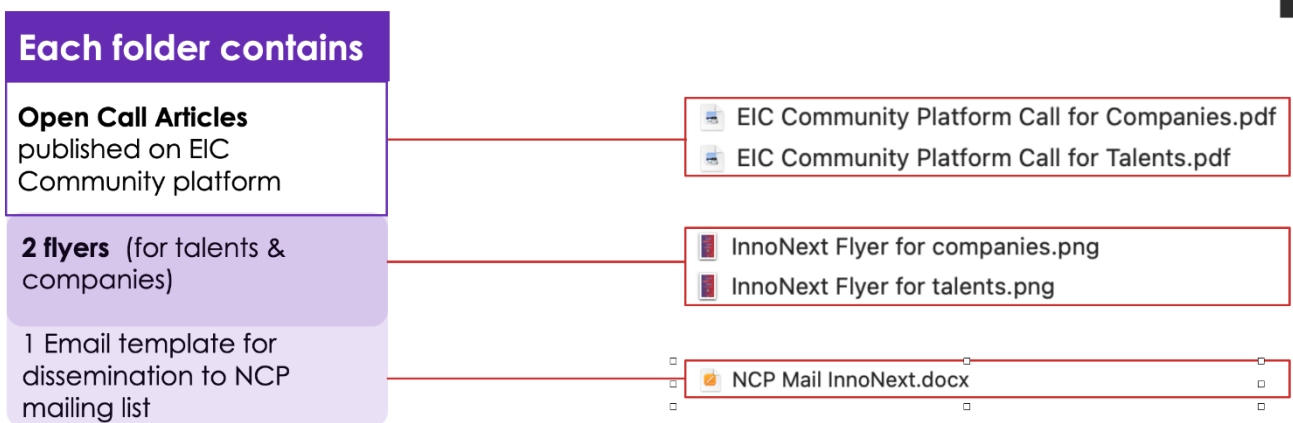 Each folder contains
Open Call Articles
published on EIC
Community platform
EIC Community Platform Call for Companies.pdf
EIC Community Platform Call for Talents.pdf
2 flyers (for talents &
companies)
InnoNext Flyer for companies.png
InnoNext Flyer for talents.png
1 Email template for
dissemination to NCP
mailing list
NCP Mail InnoNext.docx